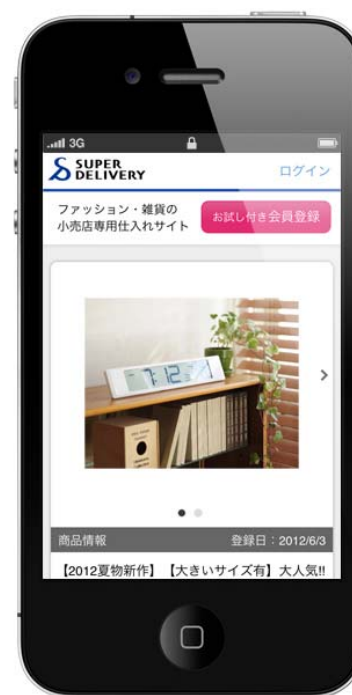 3G
SUPER
DELIVERY
ログイン
ファッション・雑貨の
小売店専用仕入れサイト
お試し付き会員登録
7:12
商品情報
登録日：2012/6/3
【2012夏物新作】【大きいサイズ有】大人気!!